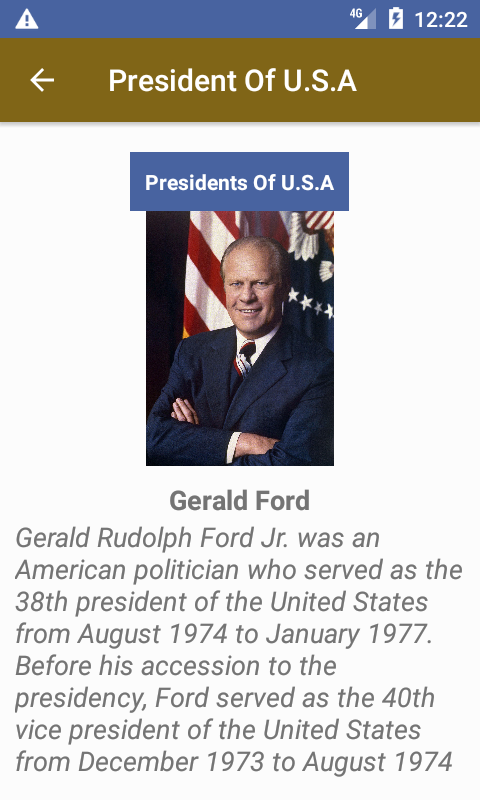 4G 12:22
President Of U.S.A
Presidents Of U.S.A
Gerald Ford
Gerald Rudolph Ford Jr. was an
American politician who served as the
38th president of the United States
from August 1974 to January 1977.
Before his accession to the
presidency, Ford served as the 40th
vice president of the United States
from December 1973 to August 1974